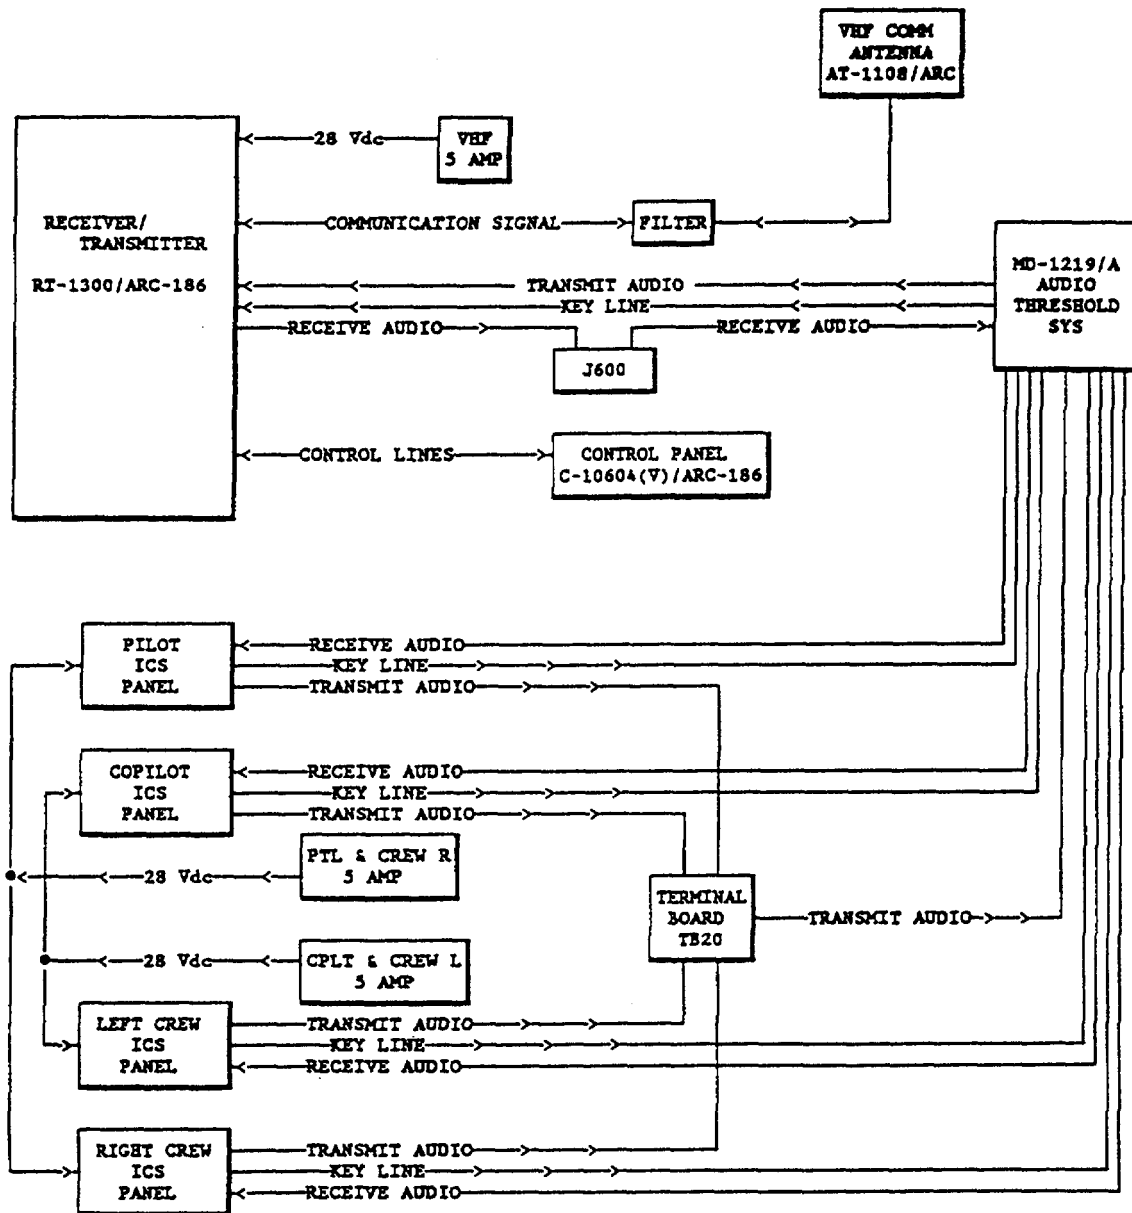 VHF COMM
ANTENNA
AT-1108/ARC
28 Vdc
VHF
5 AMP
RECEIVER/
TRANSMITTER
RT-1300/ARC-186
COMMUNICATION SIGNAL
FILTER
MD-1219/A
AUDIO
THRESHOLD
SYS
TRANSMIT AUDIO
KEY LINE
RECEIVE AUDIO
RECEIVE AUDIO
J600
CONTROL LINES
CONTROL PANEL
C-10604(V)/ARC-186
PILOT
ICS
PANEL
RECEIVE AUDIO
KEY LINE
TRANSMIT AUDIO
COPILOT
ICS
PANEL
RECEIVE AUDIO
KEY LINE
TRANSMIT AUDIO
28 Vdc
PTL & CREW R
5 AMP
TERMINAL
BOARD
TB20
TRANSMIT AUDIO
28 Vdc
CPLT & CREW L
5 AMP
LEFT CREW
ICS
PANEL
TRANSMIT AUDIO
KEY LINE
RECEIVE AUDIO
RIGHT CREW
ICS
PANEL
TRANSMIT AUDIO
KEY LINE
RECEIVE AUDIO